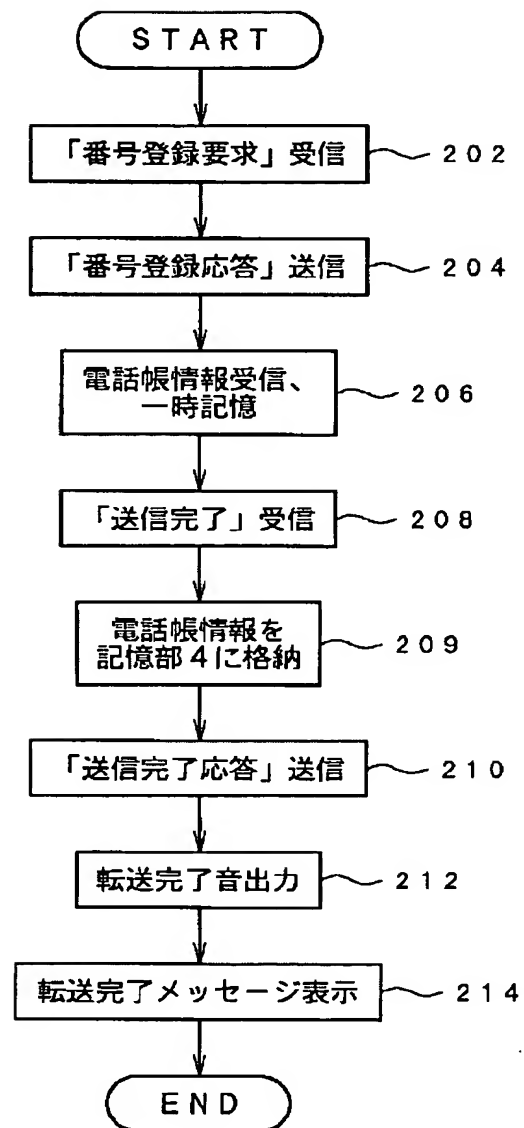 START
「番号登録要求」受信 202
「番号登録応答」送信 204
電話帳情報受信、
一時記憶
206
「送信完了」受信 208
電話帳情報を
記憶部4に格納
209
「送信完了応答」送信 210
転送完了音出力 212
転送完了メッセージ表示 214
END